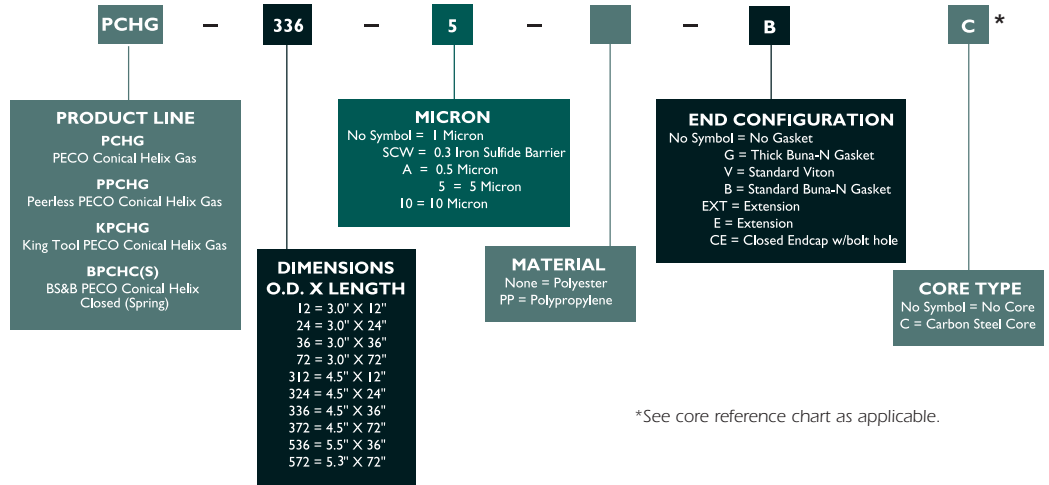 PCHG – 336 – 5 – – B C *
PRODUCT LINE
PCHG
PECO Conical Helix Gas
PPCHG
Peerless PECO Conical Helix Gas
KPCHG
King Tool PECO Conical Helix Gas
BPCHC(S)
BS&B PECO Conical Helix
Closed (Spring)
DIMENSIONS
O.D. X LENGTH
12 = 3.0" X 12"
24 = 3.0" X 24"
36 = 3.0" X 36"
72 = 3.0" X 72"
312 = 4.5" X 12"
324 = 4.5" X 24"
336 = 4.5" X 36"
372 = 4.5" X 72"
536 = 5.5" X 36"
572 = 5.3" X 72"
MICRON
No Symbol = 1 Micron
SCW = 0.3 Iron Sulfide Barrier
A = 0.5 Micron
5 = 5 Micron
10 = 10 Micron
MATERIAL
None = Polyester
PP = Polypropylene
END CONFIGURATION
No Symbol = No Gasket
G = Thick Buna-N Gasket
V = Standard Viton
B = Standard Buna-N Gasket
EXT = Extension
E = Extension
CE = Closed Endcap w/bolt hole
CORE TYPE
No Symbol = No Core
C = Carbon Steel Core
*See core reference chart as applicable.